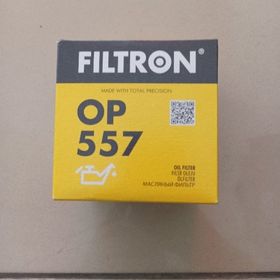 FILTRON®
MADE WITH TOTAL PRECISION
OP
557
OIL FILTER
FILTR OLEJU
ÖLFILTER
МАСЛЯНЫЙ ФИЛЬТР